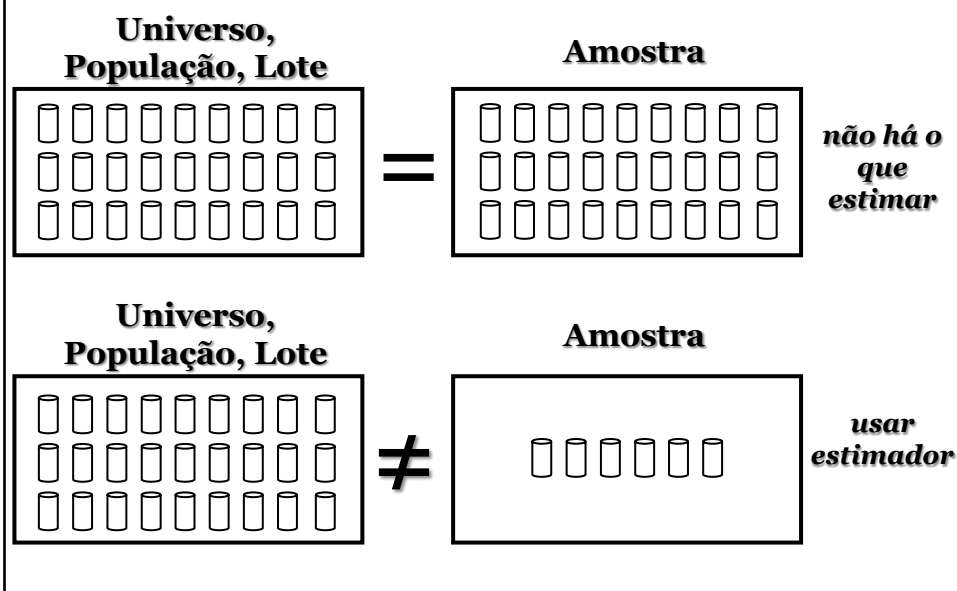 Universo,
População, Lote
Amostra
=
não há o
que
estimar
Universo,
População, Lote
Amostra
≠
usar
estimador